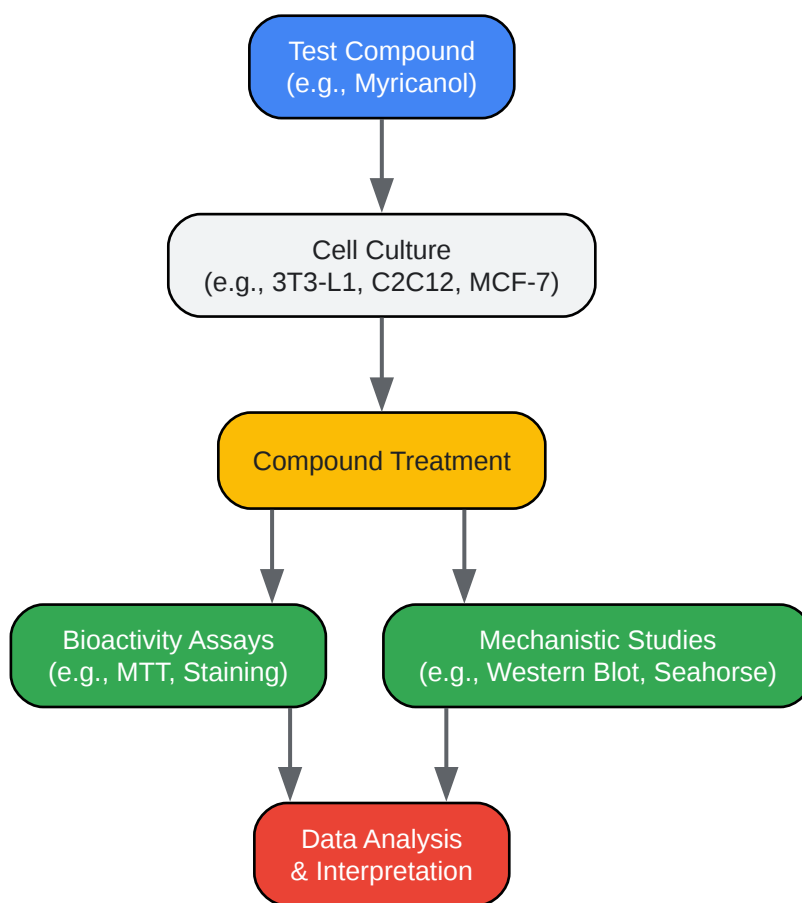 Test Compound
(e.g., Myricanol)
Cell Culture
(e.g., 3T3-L1, C2C12, MCF-7)
Compound Treatment
Bioactivity Assays
(e.g., MTT, Staining)
Mechanistic Studies
(e.g., Western Blot, Seahorse)
Data Analysis
& Interpretation